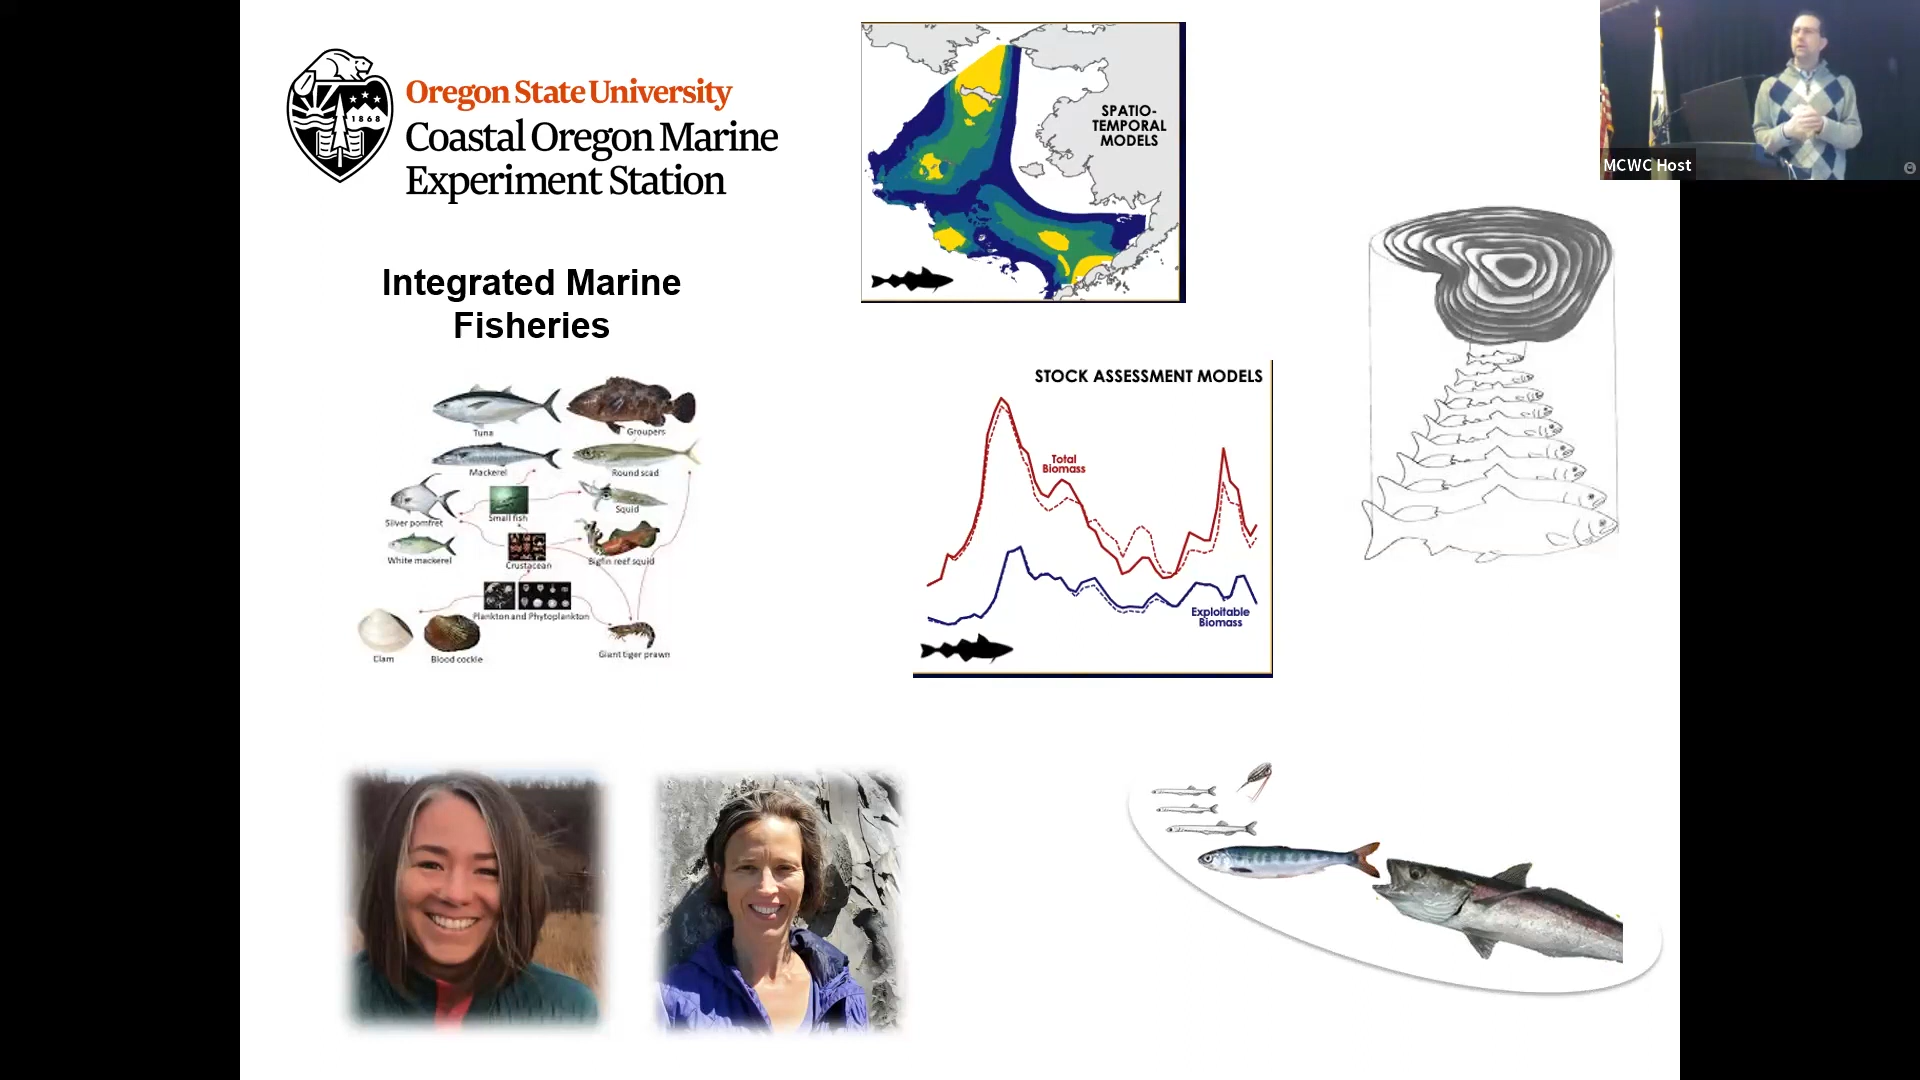 Oregon State University
Coastal Oregon Marine
Experiment Station
1868
Integrated Marine
Fisheries
Tuna
Groupers
Mackerel
Round scad
Silver pomfret
Small fish
Squid
White mackerel
Crustacean
Bigfin reef squid
Plankton and Phytoplankton
Clam
Blood cockle
Giant tiger prawn
SPATIO-
TEMPORAL
MODELS
STOCK ASSESSMENT MODELS
Total
Biomass
Exploitable
Biomass
MCWC Host